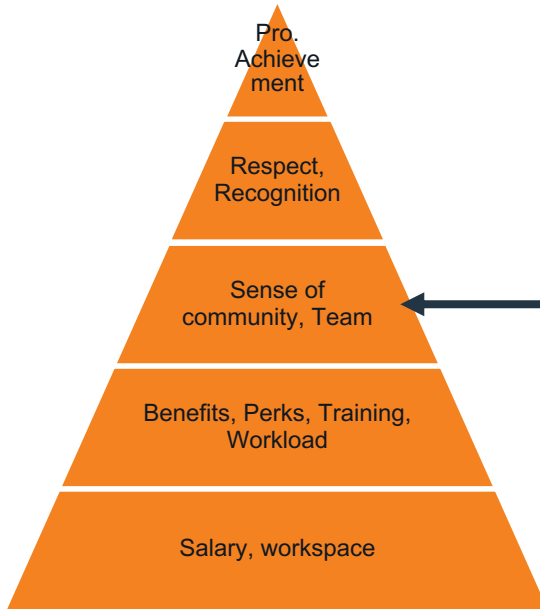 Pro.
Achieve
ment
Respect,
Recognition
Sense of
community, Team
Benefits, Perks, Training,
Workload
Salary, workspace